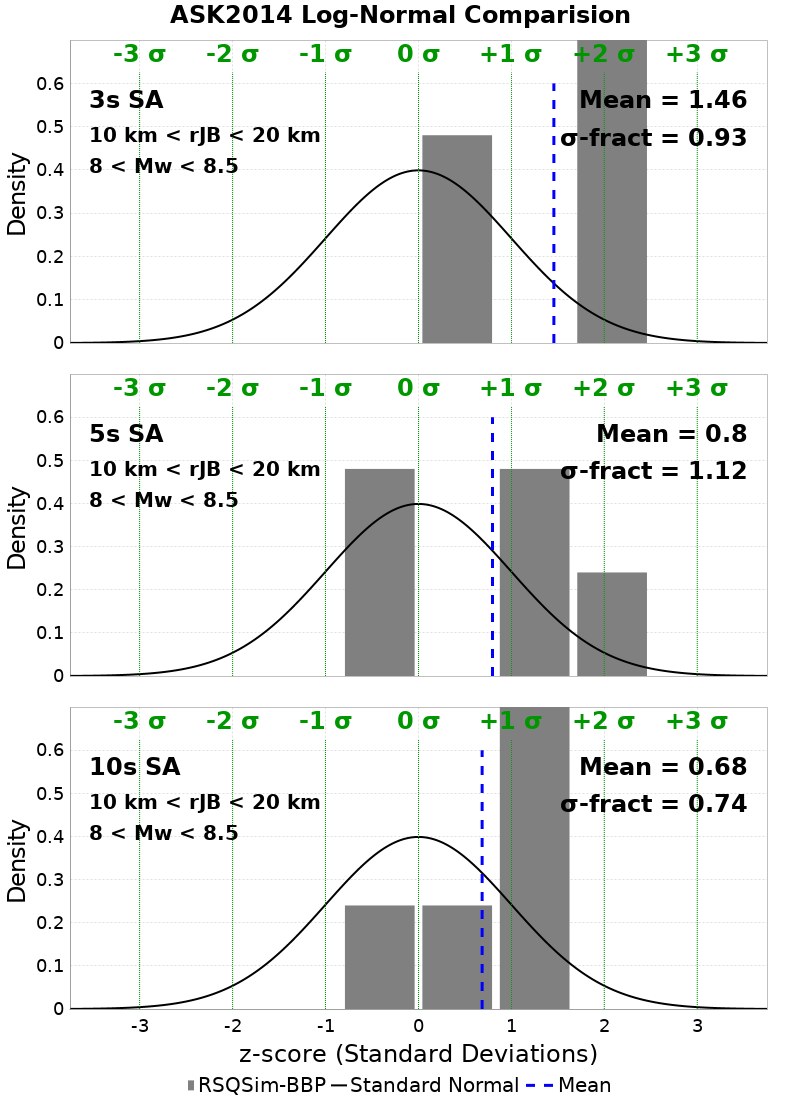 ASK2014 Log-Normal Comparision
-3 σ -2 σ -1 σ 0 σ +1 σ +2 σ +3 σ
3s SA
10 km < rJB < 20 km
8 < Mw < 8.5
Mean = 1.46
σ-fract = 0.93
Density
0.6
0.5
0.4
0.3
0.2
0.1
0
-3 σ -2 σ -1 σ 0 σ +1 σ +2 σ +3 σ
5s SA
10 km < rJB < 20 km
8 < Mw < 8.5
Mean = 0.8
σ-fract = 1.12
Density
0.6
0.5
0.4
0.3
0.2
0.1
0
-3 σ -2 σ -1 σ 0 σ +1 σ +2 σ +3 σ
10s SA
10 km < rJB < 20 km
8 < Mw < 8.5
Mean = 0.68
σ-fract = 0.74
Density
0.6
0.5
0.4
0.3
0.2
0.1
0
-3 -2 -1 0 1 2 3
z-score (Standard Deviations)
RSQSim-BBP Standard Normal Mean